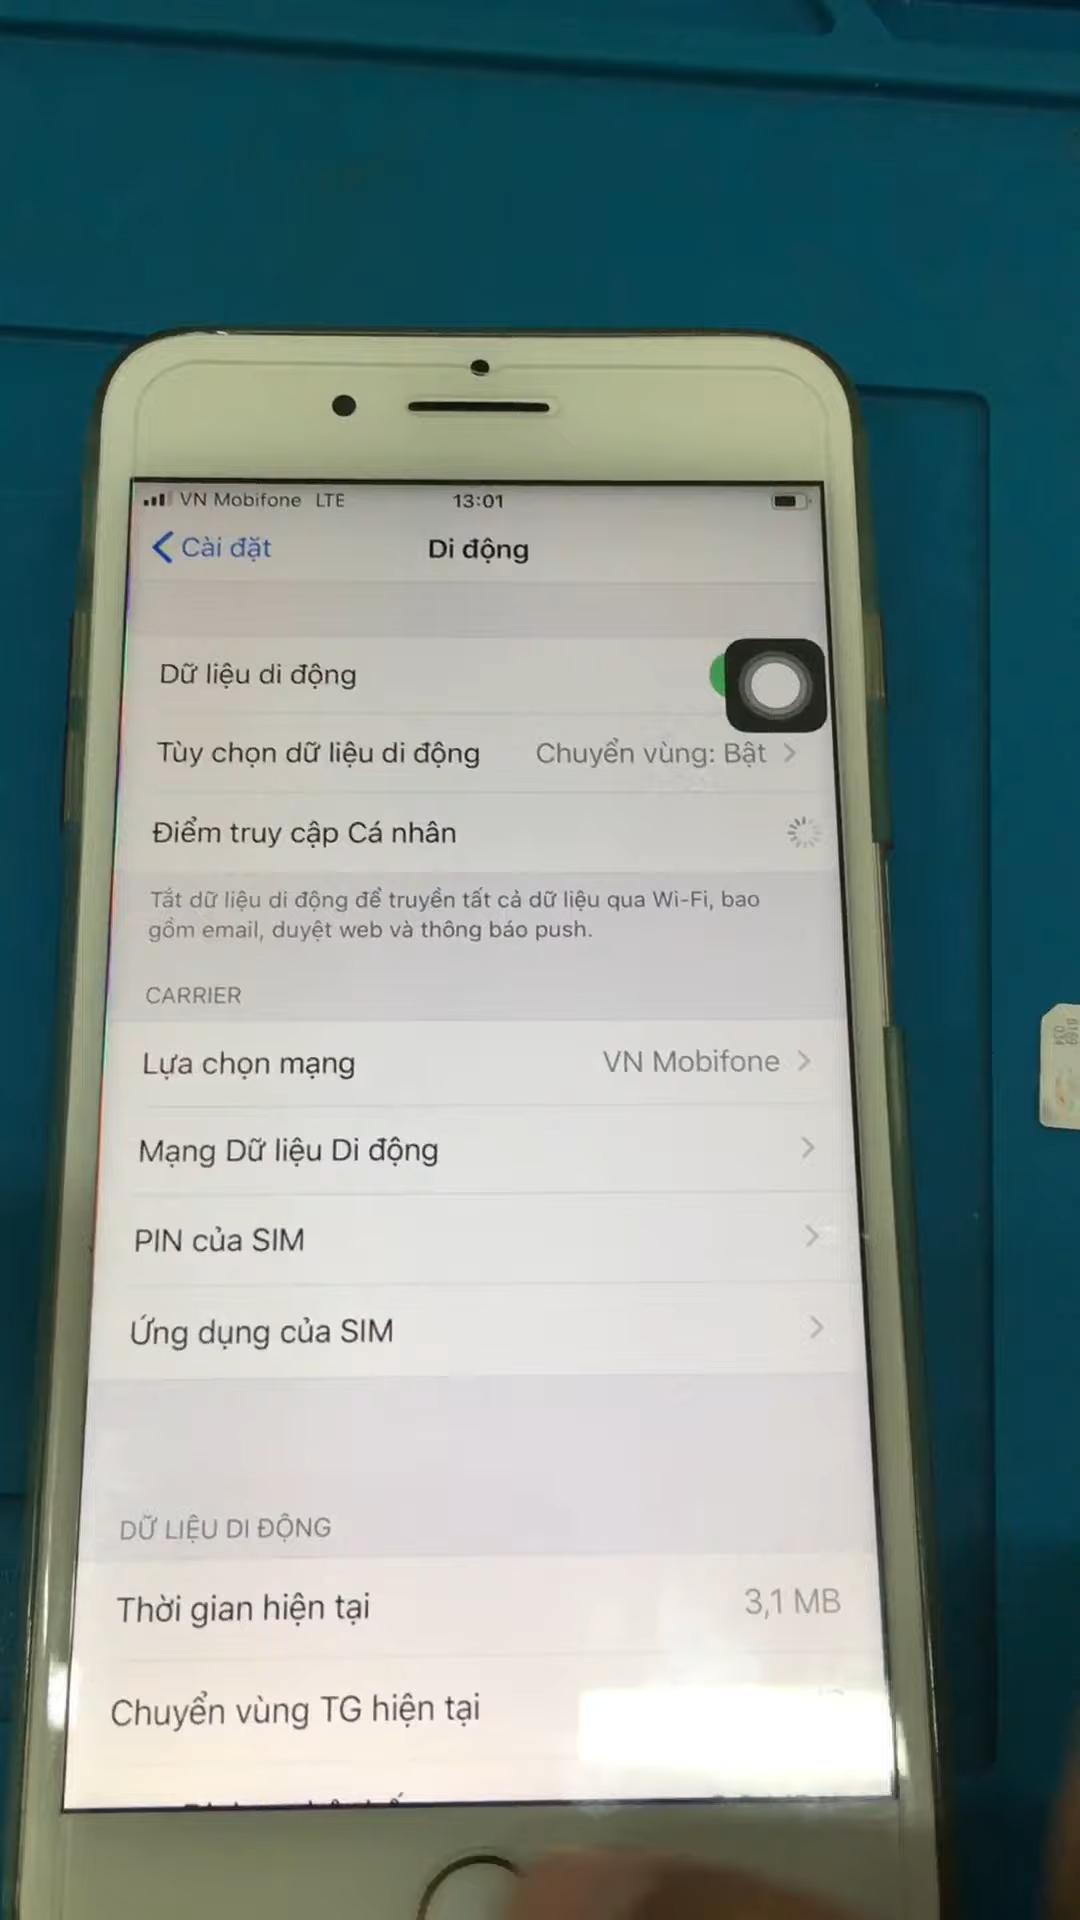 VN Mobifone LTE 13:01
Cài đặt
Di động
Dữ liệu di động
Tùy chọn dữ liệu di động Chuyển vùng: Bật
Điểm truy cập Cá nhân
Tắt dữ liệu di động để truyền tất cả dữ liệu qua Wi-Fi, bao
gồm email, duyệt web và thông báo push.
CARRIER
Lựa chọn mạng VN Mobifone
Mạng Dữ liệu Di động
PIN của SIM
Ứng dụng của SIM
DỮ LIỆU DI ĐỘNG
Thời gian hiện tại 3,1 MB
Chuyển vùng TG hiện tại